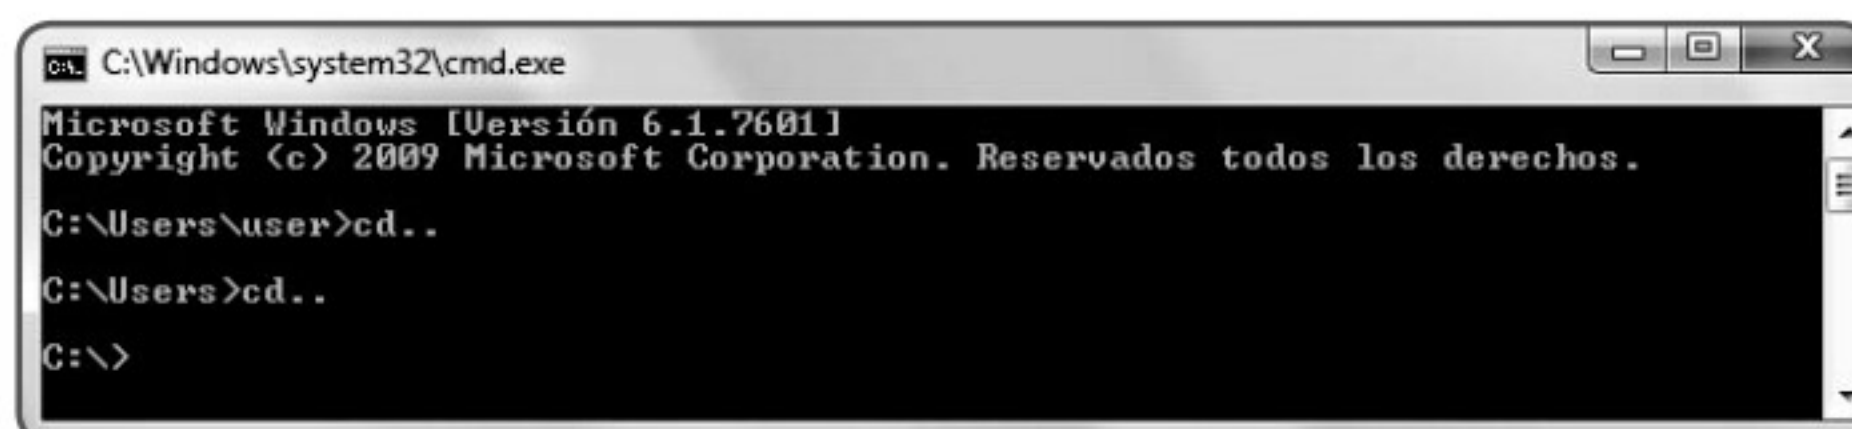 C:\Windows\system32\cmd.exe
Microsoft Windows [Versión 6.1.7601]
Copyright (c) 2009 Microsoft Corporation. Reservados todos los derechos.
C:\Users\user>cd..
C:\Users>cd..
C:\>